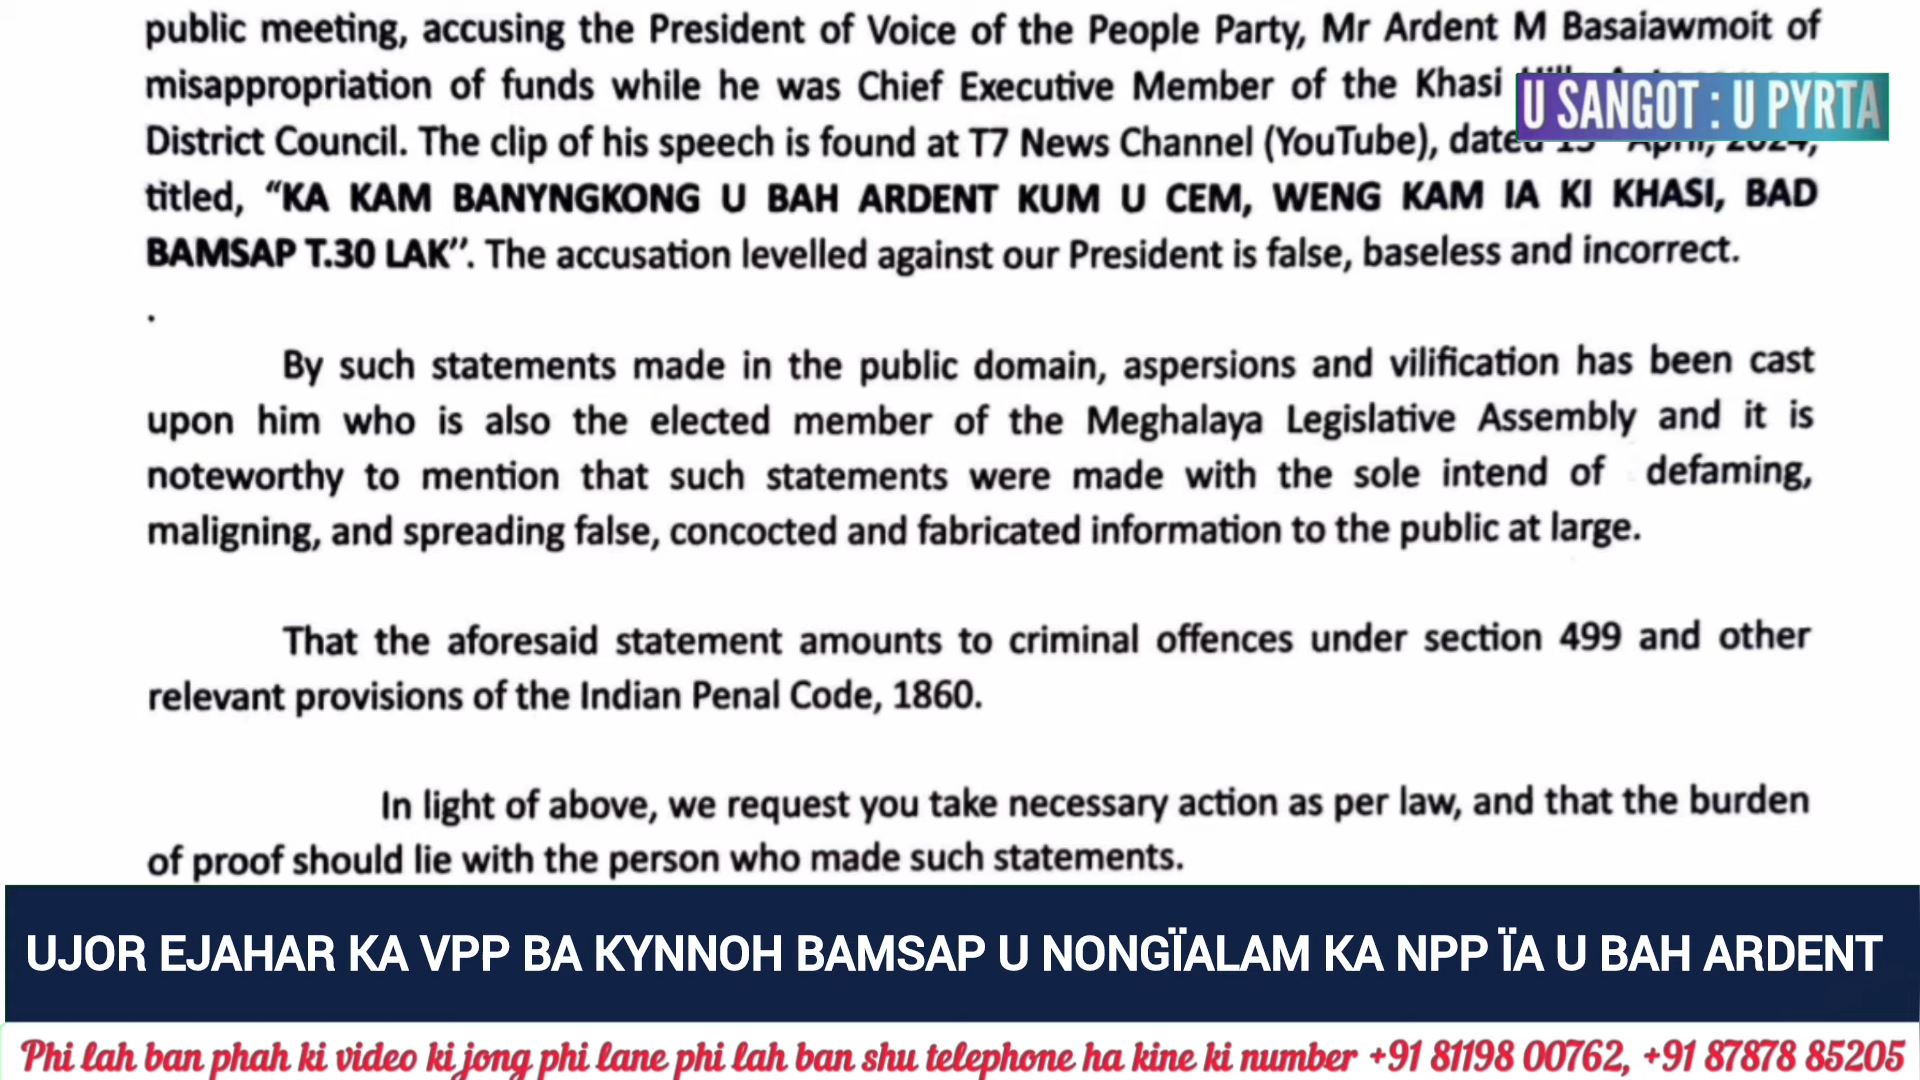 public meeting, accusing the President of Voice of the People Party, Mr Ardent M Basaiawmoit of
misappropriation of funds while he was Chief Executive Member of the Khasi
U SANGOT : U PYRTA
District Council. The clip of his speech is found at T7 News Channel (YouTube), dated April, 2024,
titled, “KA KAM BANYNGKONG U BAH ARDENT KUM U CEM, WENG KAM IA KI KHASI, BAD
BAMSAP T.30 LAK’’. The accusation levelled against our President is false, baseless and incorrect.
.
By such statements made in the public domain, aspersions and vilification has been cast
upon him who is also the elected member of the Meghalaya Legislative Assembly and it is
noteworthy to mention that such statements were made with the sole intend of defaming,
maligning, and spreading false, concocted and fabricated information to the public at large.
That the aforesaid statement amounts to criminal offences under section 499 and other
relevant provisions of the Indian Penal Code, 1860.
In light of above, we request you take necessary action as per law, and that the burden
of proof should lie with the person who made such statements.
UJOR EJAHAR KA VPP BA KYNNOH BAMSAP U NONGÏALAM KA NPP ÏA U BAH ARDENT
Phi lah ban phah ki video ki jong phi lane phi lah ban shu telephone ha kine ki number +91 81198 00762, +91 87878 85205